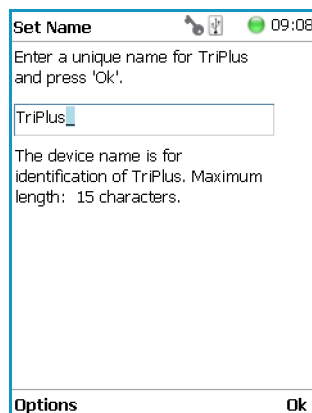 Set Name 09:08
Enter a unique name for TriPlus
and press 'Ok'.
TriPlus_
The device name is for
identification of TriPlus. Maximum
length: 15 characters.
Options Ok